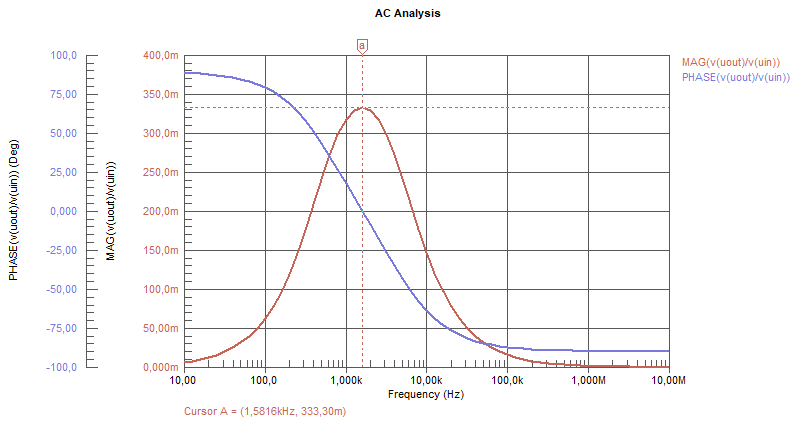 AC Analysis
PHASE(v(uout)/v(uin)) (Deg)
100,0
75,00
50,00
25,00
0,000
-25,00
-50,00
-75,00
-100,0
MAG(v(uout)/v(uin))
400,0m
350,0m
300,0m
250,0m
200,0m
150,0m
100,0m
50,00m
0,000m
a
MAG(v(uout)/v(uin))
PHASE(v(uout)/v(uin))
10,00 100,0 1,000k 10,00k 100,0k 1,000M 10,00M
Frequency (Hz)
Cursor A = (1,5816kHz, 333,30m)